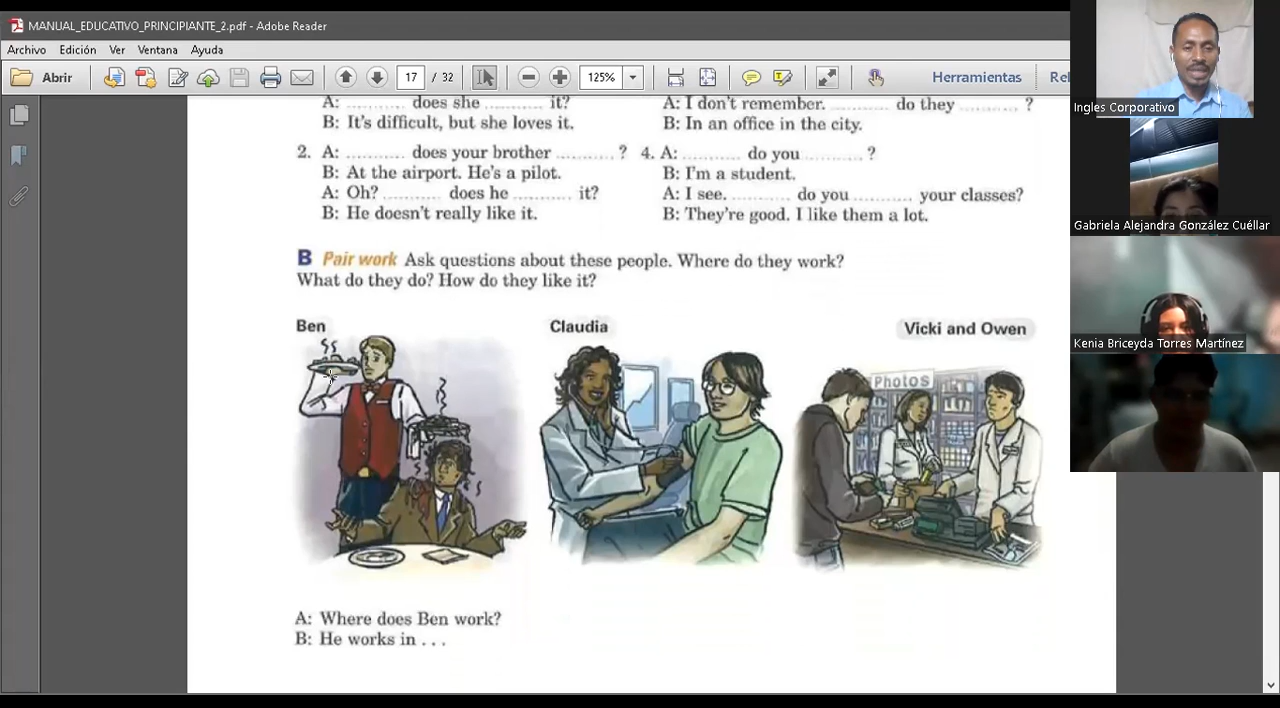 MANUAL_EDUCATIVO_PRINCIPIANTE_2.pdf - Adobe Reader
Archivo Edición Ver Ventana Ayuda
Abrir 17 / 32 125% Herramientas Rel
A: .......... does she .......... it?
B: It's difficult, but she loves it.
2. A: .......... does your brother .......... ?
B: At the airport. He's a pilot.
A: Oh? .......... does he .......... it?
B: He doesn't really like it.
A: I don't remember. .......... do they .......... ?
B: In an office in the city.
4. A: .......... do you .......... ?
B: I'm a student.
A: I see. .......... do you .......... your classes?
B: They're good. I like them a lot.
B Pair work Ask questions about these people. Where do they work?
What do they do? How do they like it?
Ben
Claudia
Vicki and Owen
Photos
A: Where does Ben work?
B: He works in . . .
Ingles Corporativo
Gabriela Alejandra González Cuéllar
Kenia Briceyda Torres Martínez